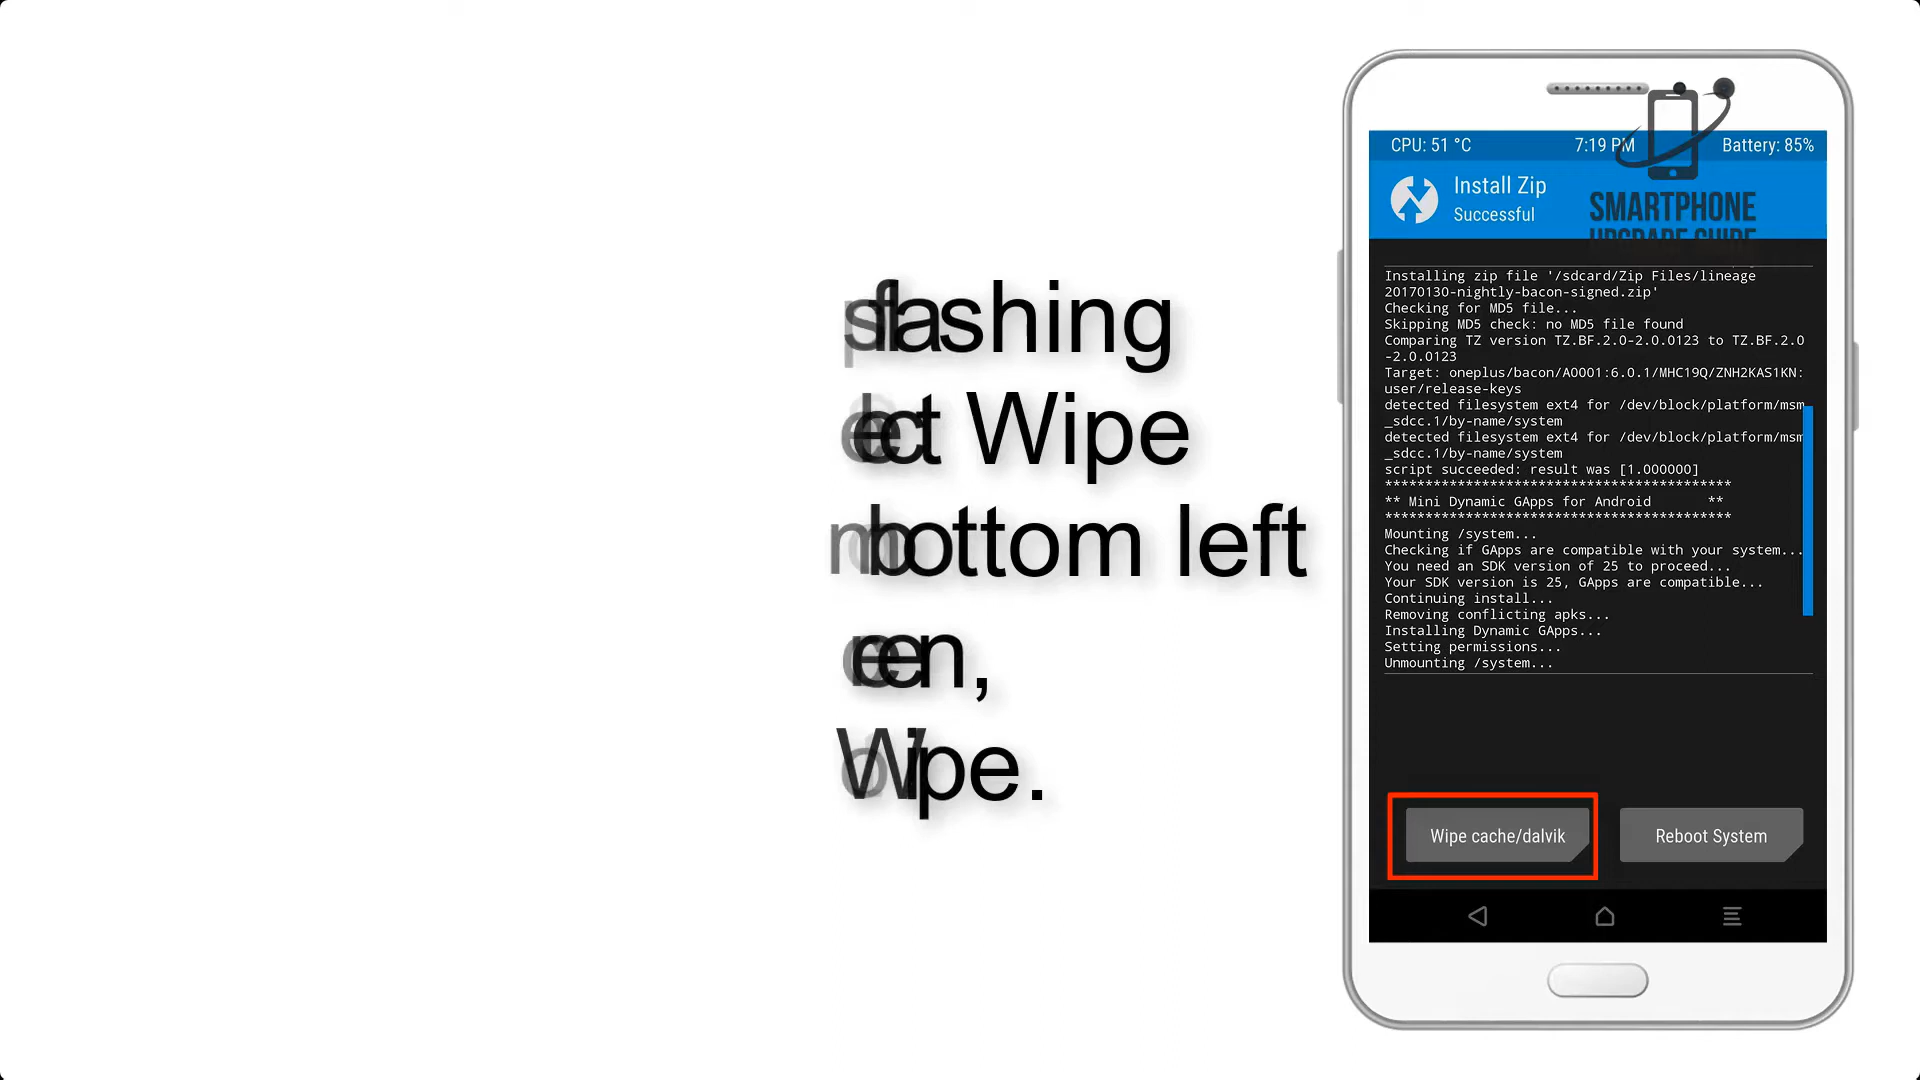 flashing
Wipe
bottom left
Wipe.
CPU: 51 °C
7:19 PM
Battery: 85%
Install Zip
Successful
SMARTPHONE
UPGRADE GUIDE
Installing zip file '/sdcard/Zip Files/lineage
20170130-nightly-bacon-signed.zip'
Checking for MD5 file...
Skipping MD5 check: no MD5 file found
Comparing TZ version TZ.BF.2.0-2.0.0123 to TZ.BF.2.0
-2.0.0123
Target: oneplus/bacon/A0001:6.0.1/MHC19Q/ZNH2KAS1KN:
user/release-keys
detected filesystem ext4 for /dev/block/platform/msm
_sdcc.1/by-name/system
detected filesystem ext4 for /dev/block/platform/msm
_sdcc.1/by-name/system
script succeeded: result was [1.000000]
*******************************************
** Mini Dynamic GApps for Android       **
*******************************************
Mounting /system...
Checking if GApps are compatible with your system...
You need an SDK version of 25 to proceed...
Your SDK version is 25, GApps are compatible...
Continuing install...
Removing conflicting apks...
Installing Dynamic GApps...
Setting permissions...
Unmounting /system...
Wipe cache/dalvik
Reboot System